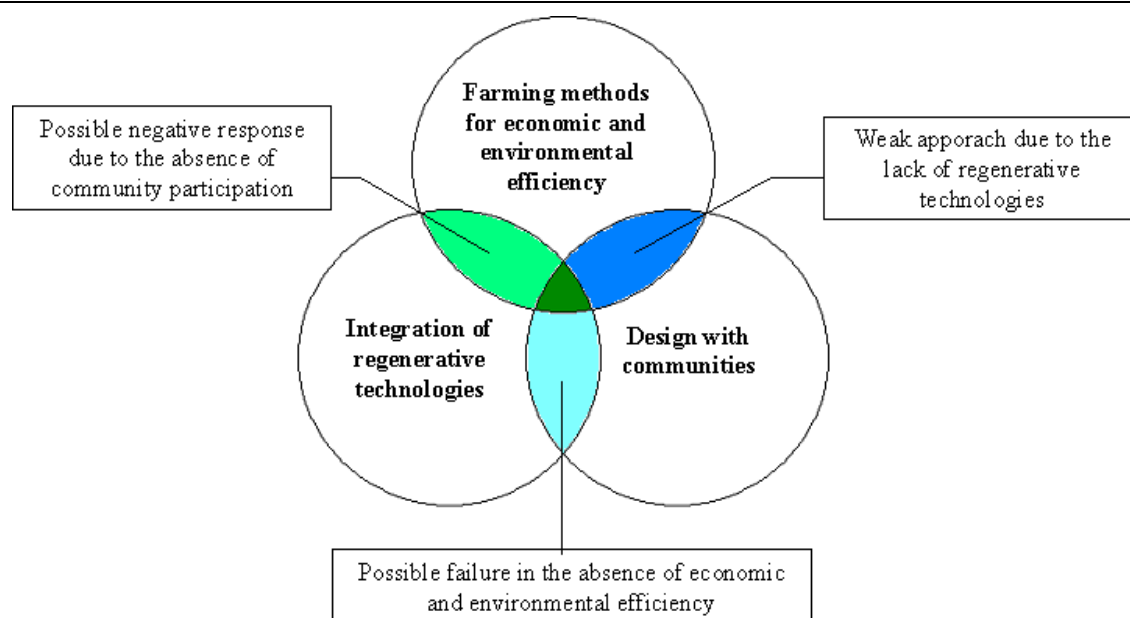 Farming methods
for economic and
environmental
efficiency
Possible negative response
due to the absence of
community participation
Weak apporach due to the
lack of regenerative
technologies
Integration of
regenerative
technologies
Design with
communities
Possible failure in the absence of economic
and environmental efficiency